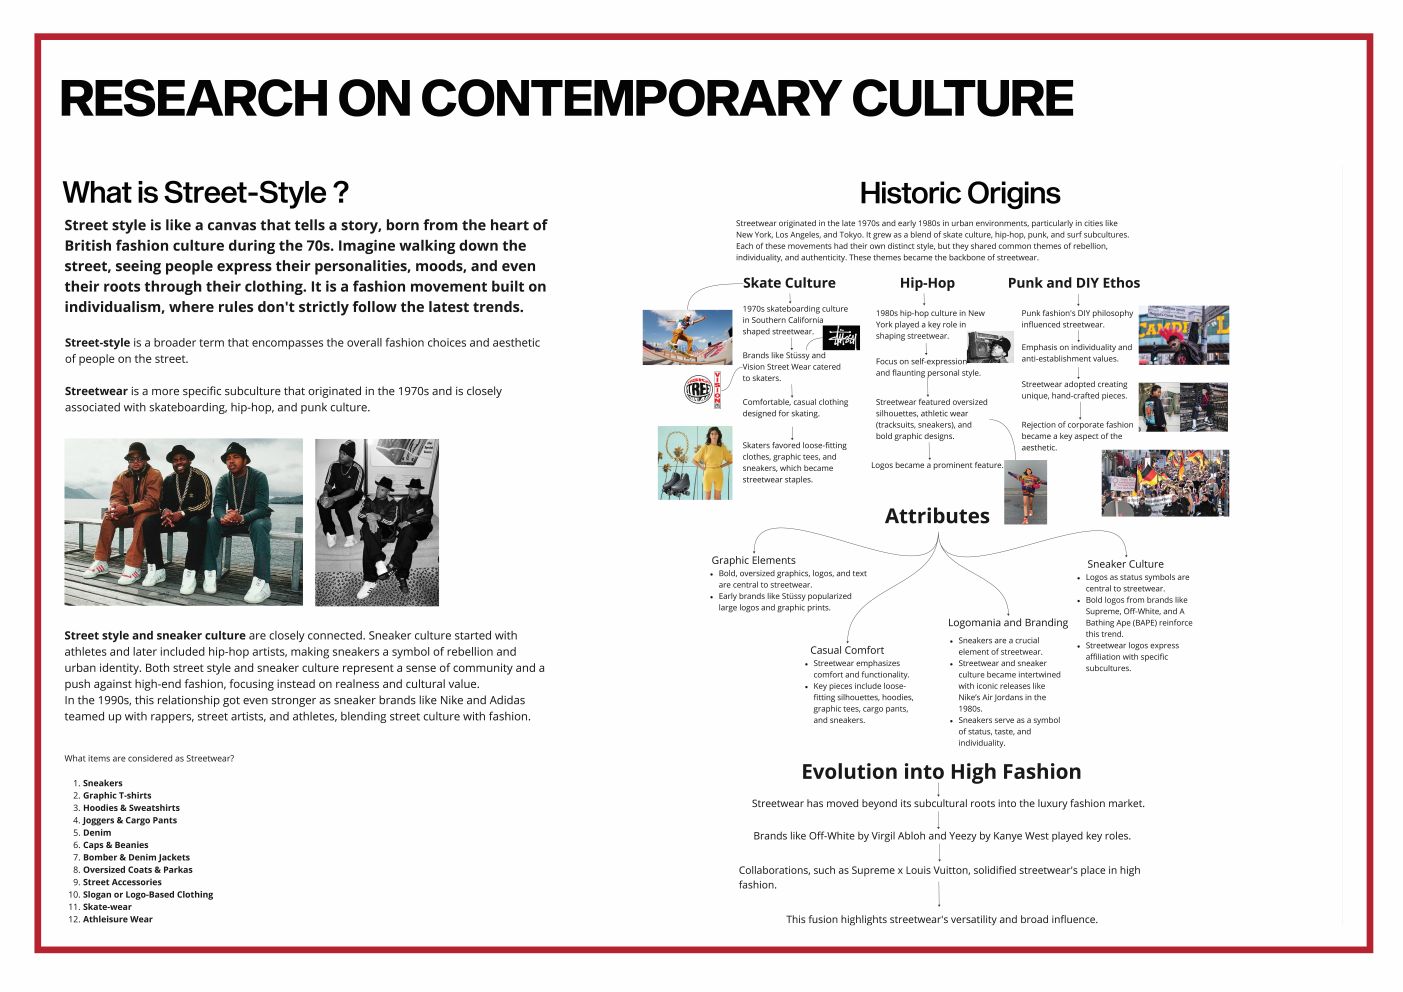 RESEARCH ON CONTEMPORARY CULTURE
What is Street-Style ?
Street style is like a canvas that tells a story, born from the heart of
British fashion culture during the 70s. Imagine walking down the
street, seeing people express their personalities, moods, and even
their roots through their clothing. It is a fashion movement built on
individualism, where rules don't strictly follow the latest trends.
Street-style is a broader term that encompasses the overall fashion choices and aesthetic
of people on the street.
Streetwear is a more specific subculture that originated in the 1970s and is closely
associated with skateboarding, hip-hop, and punk culture.
Street style and sneaker culture are closely connected. Sneaker culture started with
athletes and later included hip-hop artists, making sneakers a symbol of rebellion and
urban identity. Both street style and sneaker culture represent a sense of community and a
push against high-end fashion, focusing instead on realness and cultural value.
In the 1990s, this relationship got even stronger as sneaker brands like Nike and Adidas
teamed up with rappers, street artists, and athletes, blending street culture with fashion.
What items are considered as Streetwear?
1. Sneakers
2. Graphic T-shirts
3. Hoodies & Sweatshirts
4. Joggers & Cargo Pants
5. Denim
6. Caps & Beanies
7. Bomber & Denim Jackets
8. Oversized Coats & Parkas
9. Street Accessories
10. Slogan or Logo-Based Clothing
11. Skate-wear
12. Athleisure Wear
Historic Origins
Streetwear originated in the late 1970s and early 1980s in urban environments, particularly in cities like
New York, Los Angeles, and Tokyo. It grew as a blend of skate culture, hip-hop, punk, and surf subcultures.
Each of these movements had their own distinct style, but they shared common themes of rebellion,
individuality, and authenticity. These themes became the backbone of streetwear.
Skate Culture
1970s skateboarding culture
in Southern California
shaped streetwear.
Stüssy
Brands like Stüssy and
Vision Street Wear catered
to skaters.
VISION
STREET
Comfortable, casual clothing
designed for skating.
Skaters favored loose-fitting
clothes, graphic tees, and
sneakers, which became
streetwear staples.
Hip-Hop
1980s hip-hop culture in New
York played a key role in
shaping streetwear.
Focus on self-expression
and flaunting personal style.
Streetwear featured oversized
silhouettes, athletic wear
(tracksuits, sneakers), and
bold graphic designs.
Logos became a prominent feature.
Punk and DIY Ethos
Punk fashion's DIY philosophy
influenced streetwear.
Emphasis on individuality and
anti-establishment values.
Streetwear adopted creating
unique, hand-crafted pieces.
Rejection of corporate fashion
became a key aspect of the
aesthetic.
Attributes
Graphic Elements
• Bold, oversized graphics, logos, and text
are central to streetwear.
• Early brands like Stüssy popularized
large logos and graphic prints.
Casual Comfort
• Streetwear emphasizes
comfort and functionality.
• Key pieces include loose-
fitting silhouettes, hoodies,
graphic tees, cargo pants,
and sneakers.
Logomania and Branding
• Sneakers are a crucial
element of streetwear.
• Streetwear and sneaker
culture became intertwined
with iconic releases like
Nike's Air Jordans in the
1980s.
• Sneakers serve as a symbol
of status, taste, and
individuality.
Sneaker Culture
• Logos as status symbols are
central to streetwear.
• Bold logos from brands like
Supreme, Off-White, and A
Bathing Ape (BAPE) reinforce
this trend.
• Streetwear logos express
affiliation with specific
subcultures.
Evolution into High Fashion
Streetwear has moved beyond its subcultural roots into the luxury fashion market.
Brands like Off-White by Virgil Abloh and Yeezy by Kanye West played key roles.
Collaborations, such as Supreme x Louis Vuitton, solidified streetwear's place in high
fashion.
This fusion highlights streetwear's versatility and broad influence.